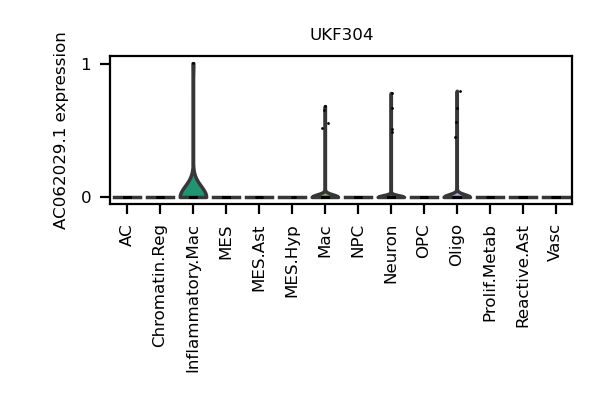 UKF304
AC062029.1 expression
1
0
AC
Chromatin.Reg
Inflammatory.Mac
MES
MES.Ast
MES.Hyp
Mac
NPC
Neuron
OPC
Oligo
Prolif.Metab
Reactive.Ast
Vasc